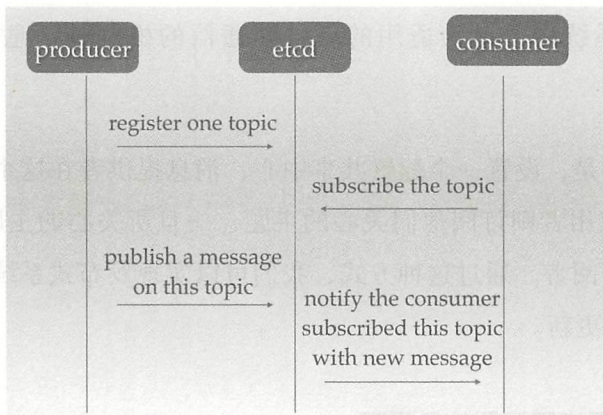 producer
etcd
consumer
register one topic
subscribe the topic
publish a message
on this topic
notify the consumer
subscribed this topic
with new message